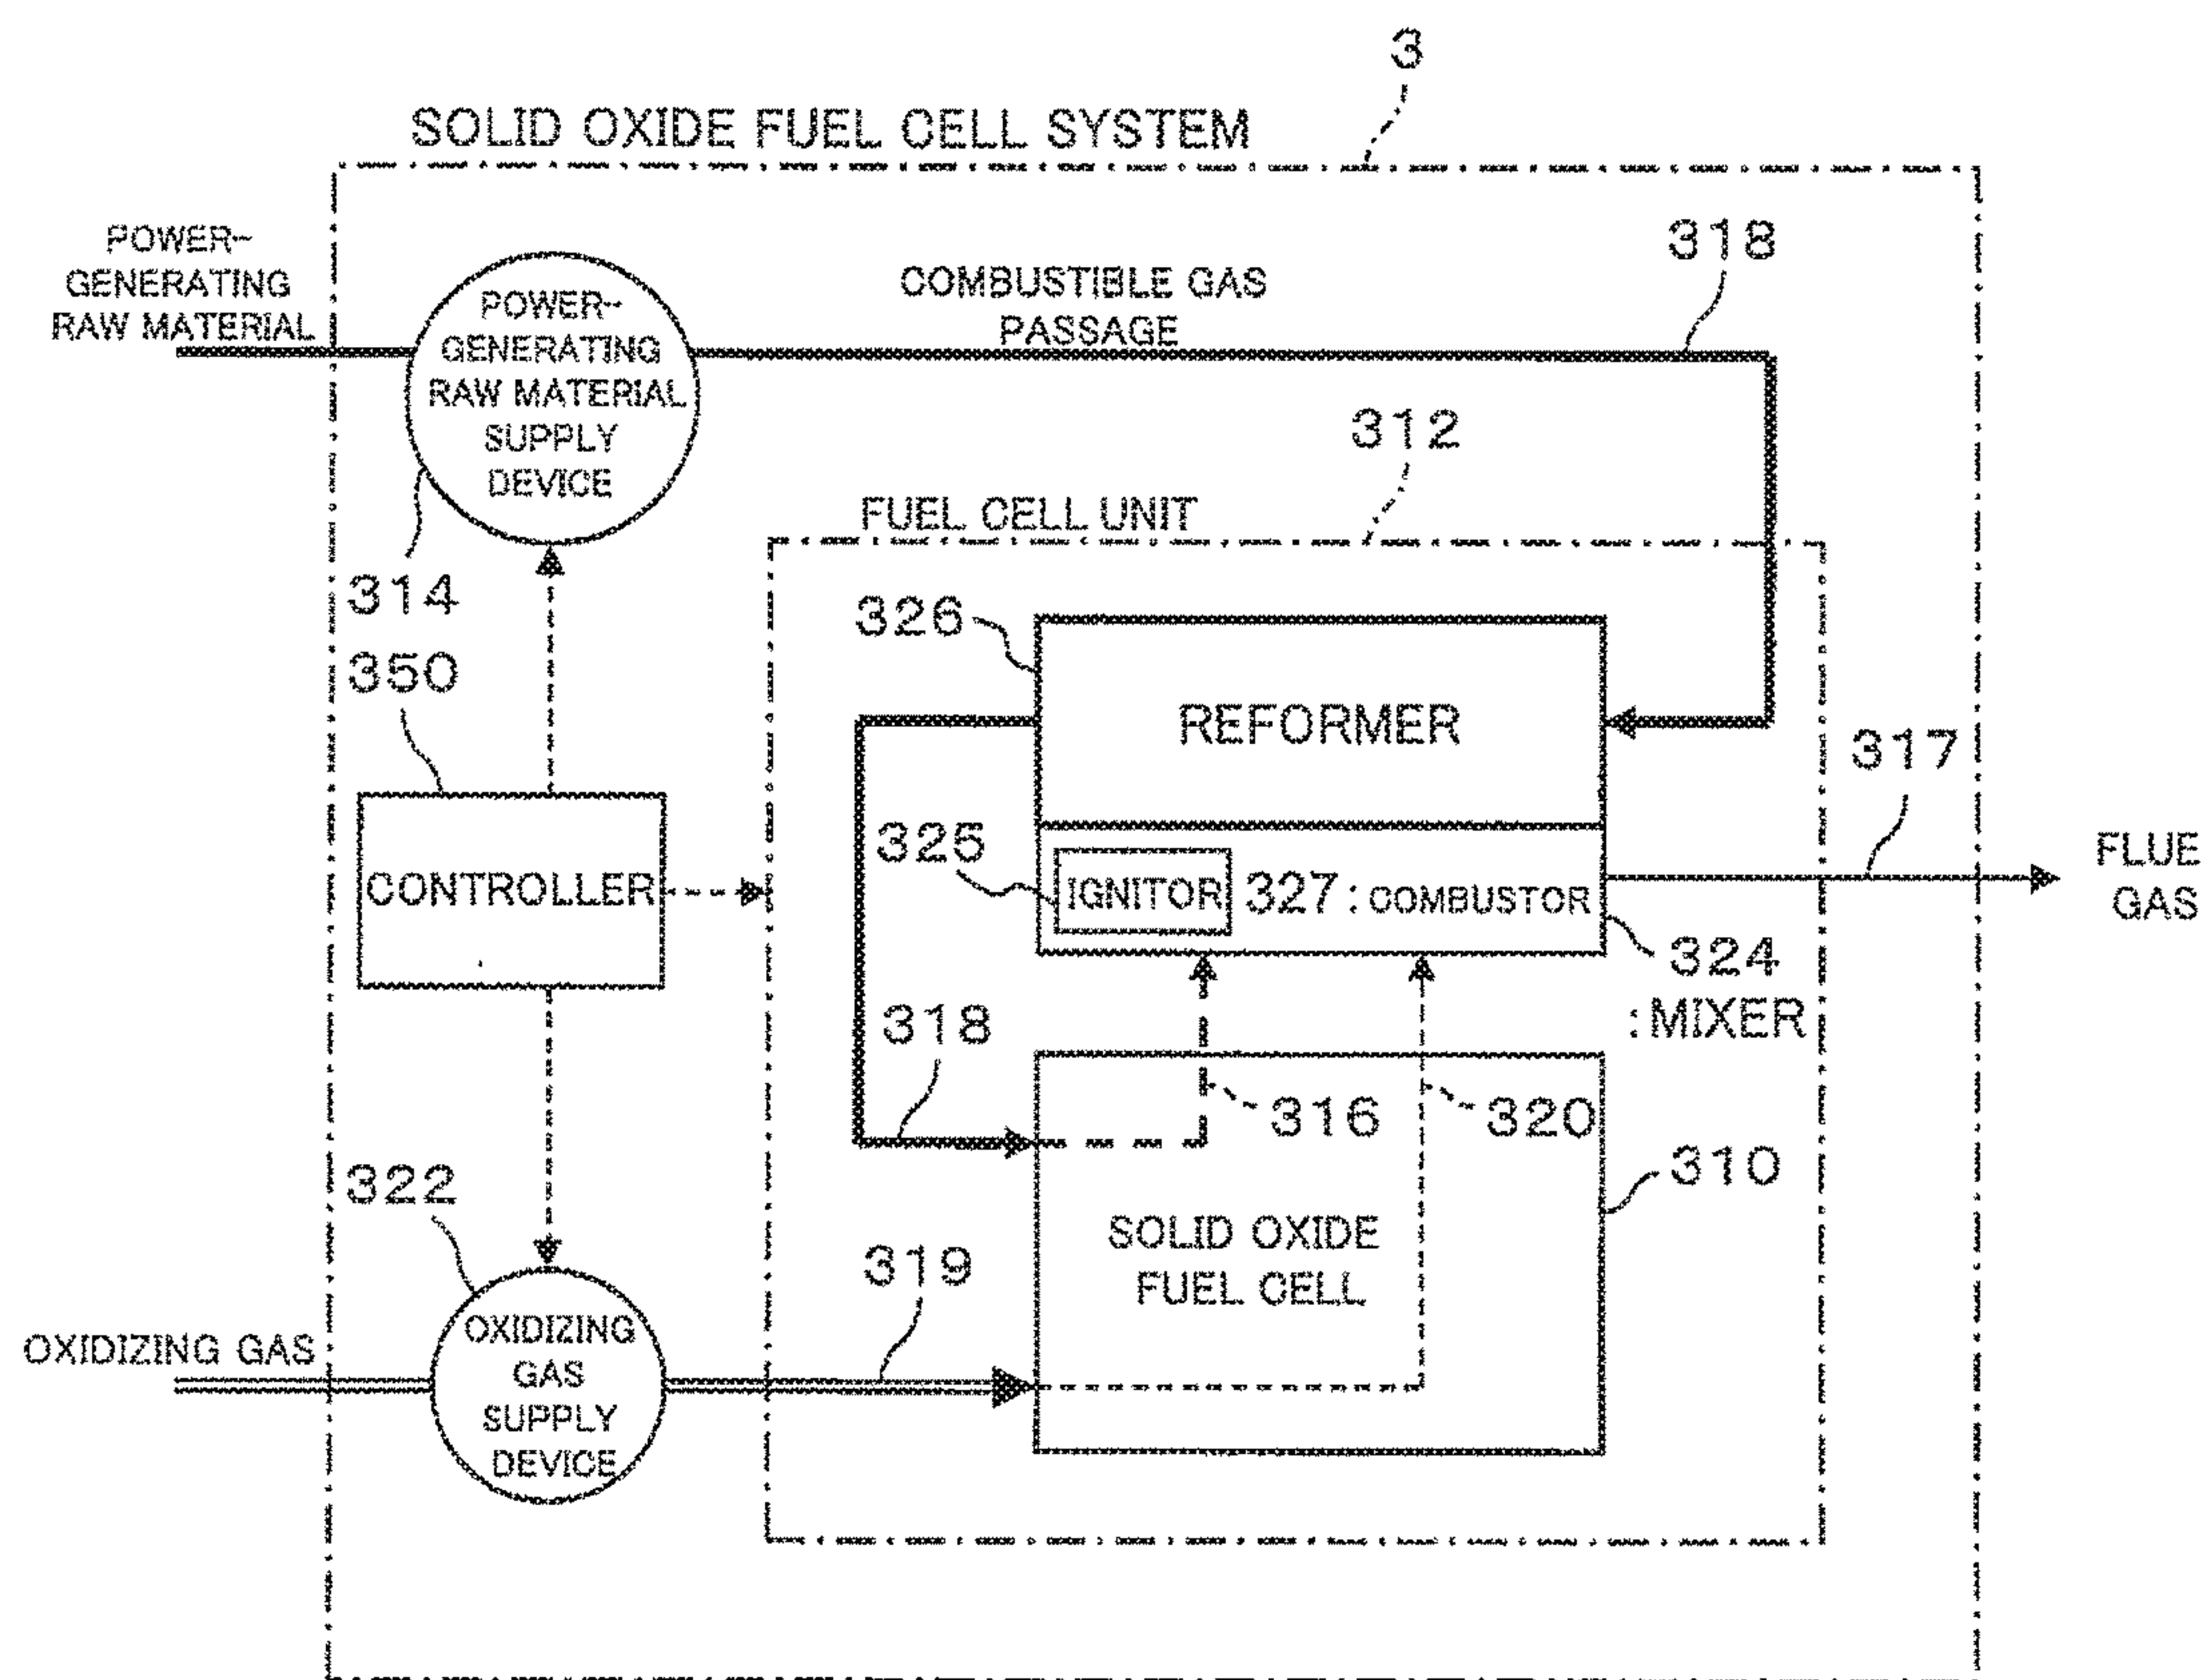 3
SOLID OXIDE FUEL CELL SYSTEM
POWER-
GENERATING
RAW MATERIAL
POWER-
GENERATING
RAW MATERIAL
SUPPLY
DEVICE
COMBUSTIBLE GAS
PASSAGE
318
312
FUEL CELL UNIT
314
326
350
REFORMER
317
325
CONTROLLER
IGNITOR
327:COMBUSTOR
FLUE
GAS
324
:MIXER
318
316
320
310
322
SOLID OXIDE
FUEL CELL
319
OXIDIZING GAS
OXIDIZING
GAS
SUPPLY
DEVICE